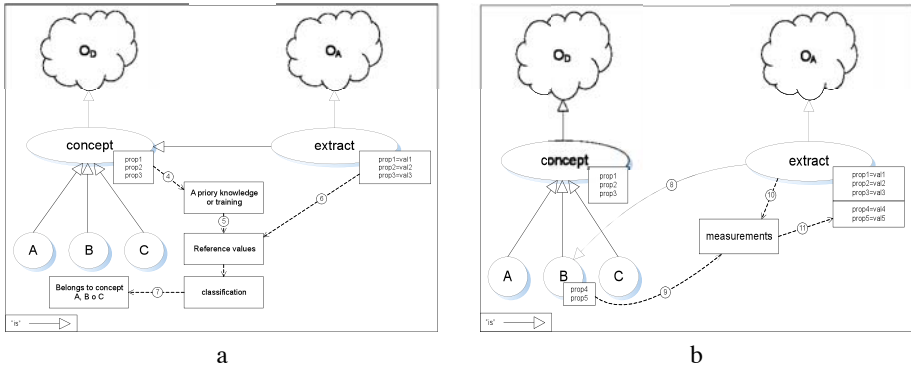 O_D
O_A
concept
extract
prop1
prop2
prop3
prop1=val1
prop2=val2
prop3=val3
4
A priory knowledge
or training
6
5
Reference values
A
B
C
Belongs to concept
A, B o C
7
classification
'is'
a
O_D
O_A
concept
extract
prop1
prop2
prop3
8
prop1=val1
prop2=val2
prop3=val3
10
prop4=val4
prop5=val5
measurements
11
A
B
C
prop4
prop5
9
'is'
b